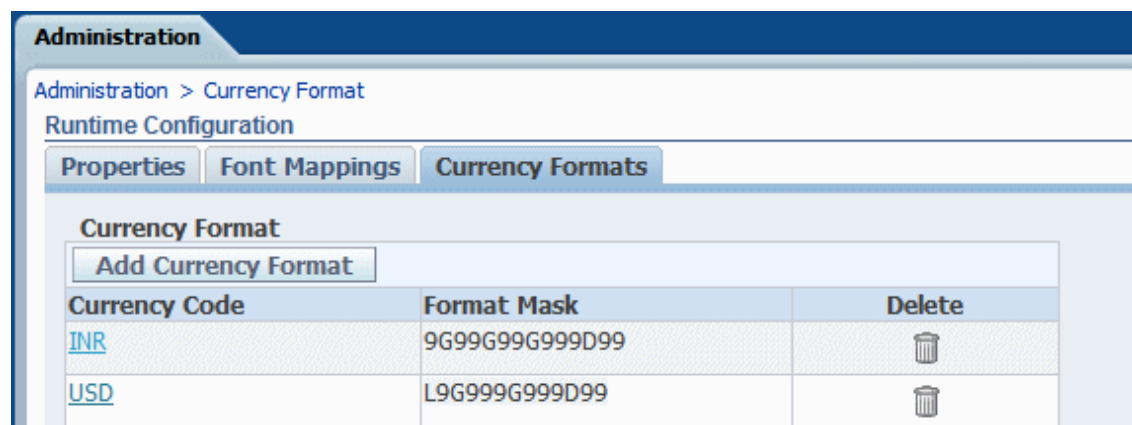 Administration
Administration > Currency Format
Runtime Configuration
Properties Font Mappings Currency Formats
Currency Format
Add Currency Format
Currency Code Format Mask Delete
INR 9G99G99G999D99
USD L9G999G999D99